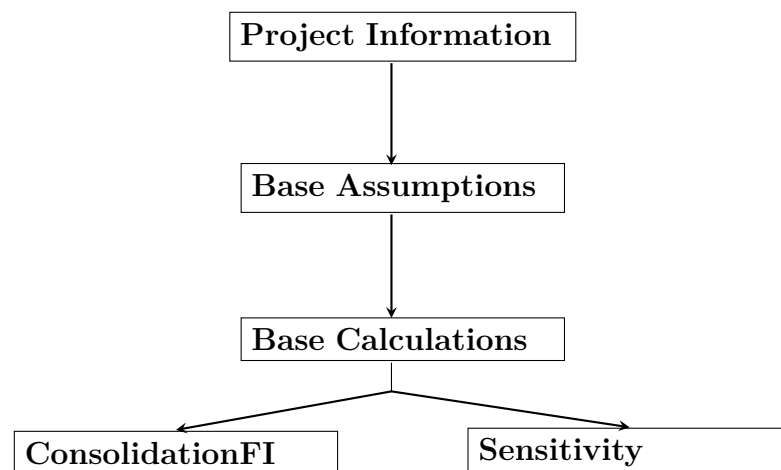 Project Information
Base Assumptions
Base Calculations
ConsolidationFI
Sensitivity